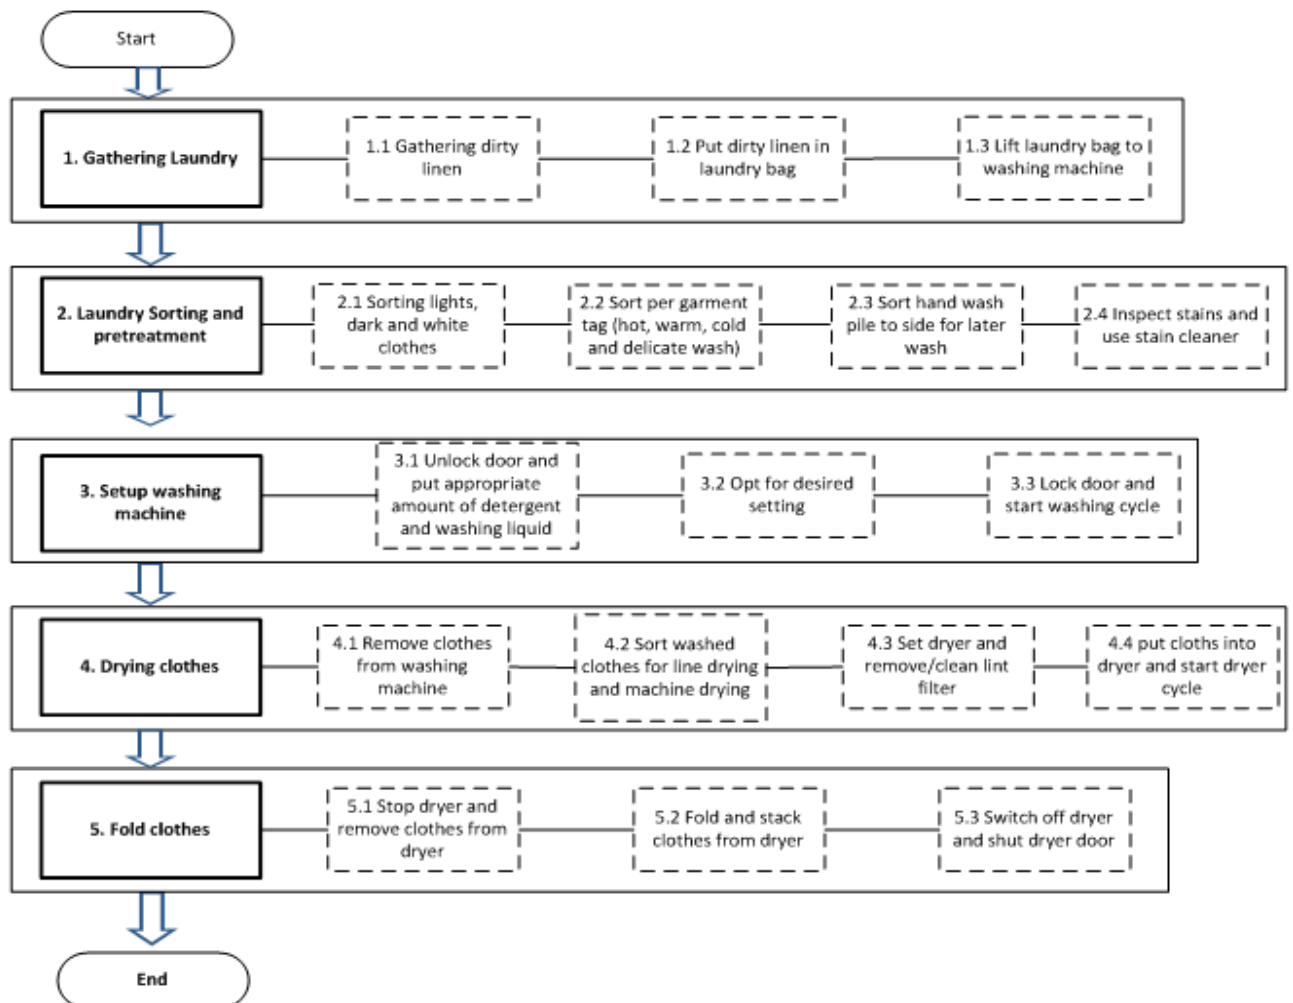 Start
1. Gathering Laundry
1.1 Gathering dirty
linen
1.2 Put dirty linen in
laundry bag
1.3 Lift laundry bag to
washing machine
2. Laundry Sorting and
pretreatment
2.1 Sorting lights,
dark and white
clothes
2.2 Sort per garment
tag (hot, warm, cold
and delicate wash)
2.3 Sort hand wash
pile to side for later
wash
2.4 Inspect stains and
use stain cleaner
3. Setup washing
machine
3.1 Unlock door and
put appropriate
amount of detergent
and washing liquid
3.2 Opt for desired
setting
3.3 Lock door and
start washing cycle
4. Drying clothes
4.1 Remove clothes
from washing
machine
4.2 Sort washed
clothes for line drying
and machine drying
4.3 Set dryer and
remove/clean lint
filter
4.4 put cloths into
dryer and start dryer
cycle
5. Fold clothes
5.1 Stop dryer and
remove clothes from
dryer
5.2 Fold and stack
clothes from dryer
5.3 Switch off dryer
and shut dryer door
End